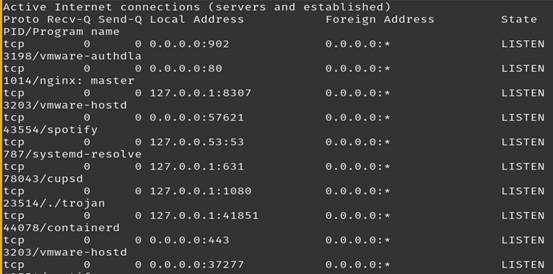 Active Internet connections (servers and established)
Proto Recv-Q Send-Q Local Address           Foreign Address         State
PID/Program name
tcp        0      0 0.0.0.0:902             0.0.0.0:*               LISTEN
3198/vmware-authdla
tcp        0      0 0.0.0.0:80              0.0.0.0:*               LISTEN
1014/nginx: master
tcp        0      0 127.0.0.1:8307          0.0.0.0:*               LISTEN
3203/vmware-hostd
tcp        0      0 0.0.0.0:57621           0.0.0.0:*               LISTEN
43554/spotify
tcp        0      0 127.0.0.53:53           0.0.0.0:*               LISTEN
787/systemd-resolve
tcp        0      0 127.0.0.1:631           0.0.0.0:*               LISTEN
78043/cupsd
tcp        0      0 127.0.0.1:1080          0.0.0.0:*               LISTEN
23514/./trojan
tcp        0      0 127.0.0.1:41851         0.0.0.0:*               LISTEN
44078/containerd
tcp        0      0 0.0.0.0:443             0.0.0.0:*               LISTEN
3203/vmware-hostd
tcp        0      0 0.0.0.0:37277           0.0.0.0:*               LISTEN